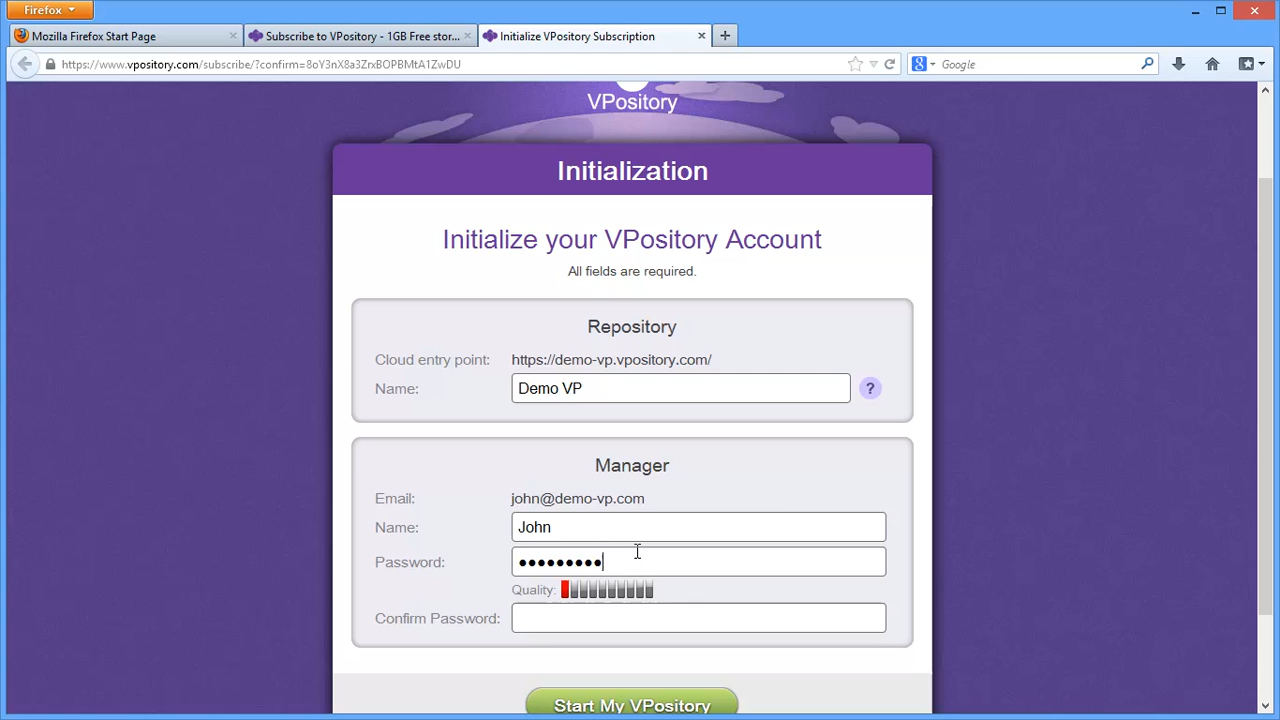 Firefox
Mozilla Firefox Start Page
Subscribe to VPository - 1GB Free stor...
Initialize VPository Subscription
https://www.vpository.com/subscribe/?confirm=8oY3nX8a3ZrxBOPBMtA1ZwDU
Google
VPository
Initialization
Initialize your VPository Account
All fields are required.
Repository
Cloud entry point: https://demo-vp.vpository.com/
Name: Demo VP ?
Manager
Email: john@demo-vp.com
Name: John
Password: ●●●●●●●●●
Quality:
Confirm Password:
Start My VPository